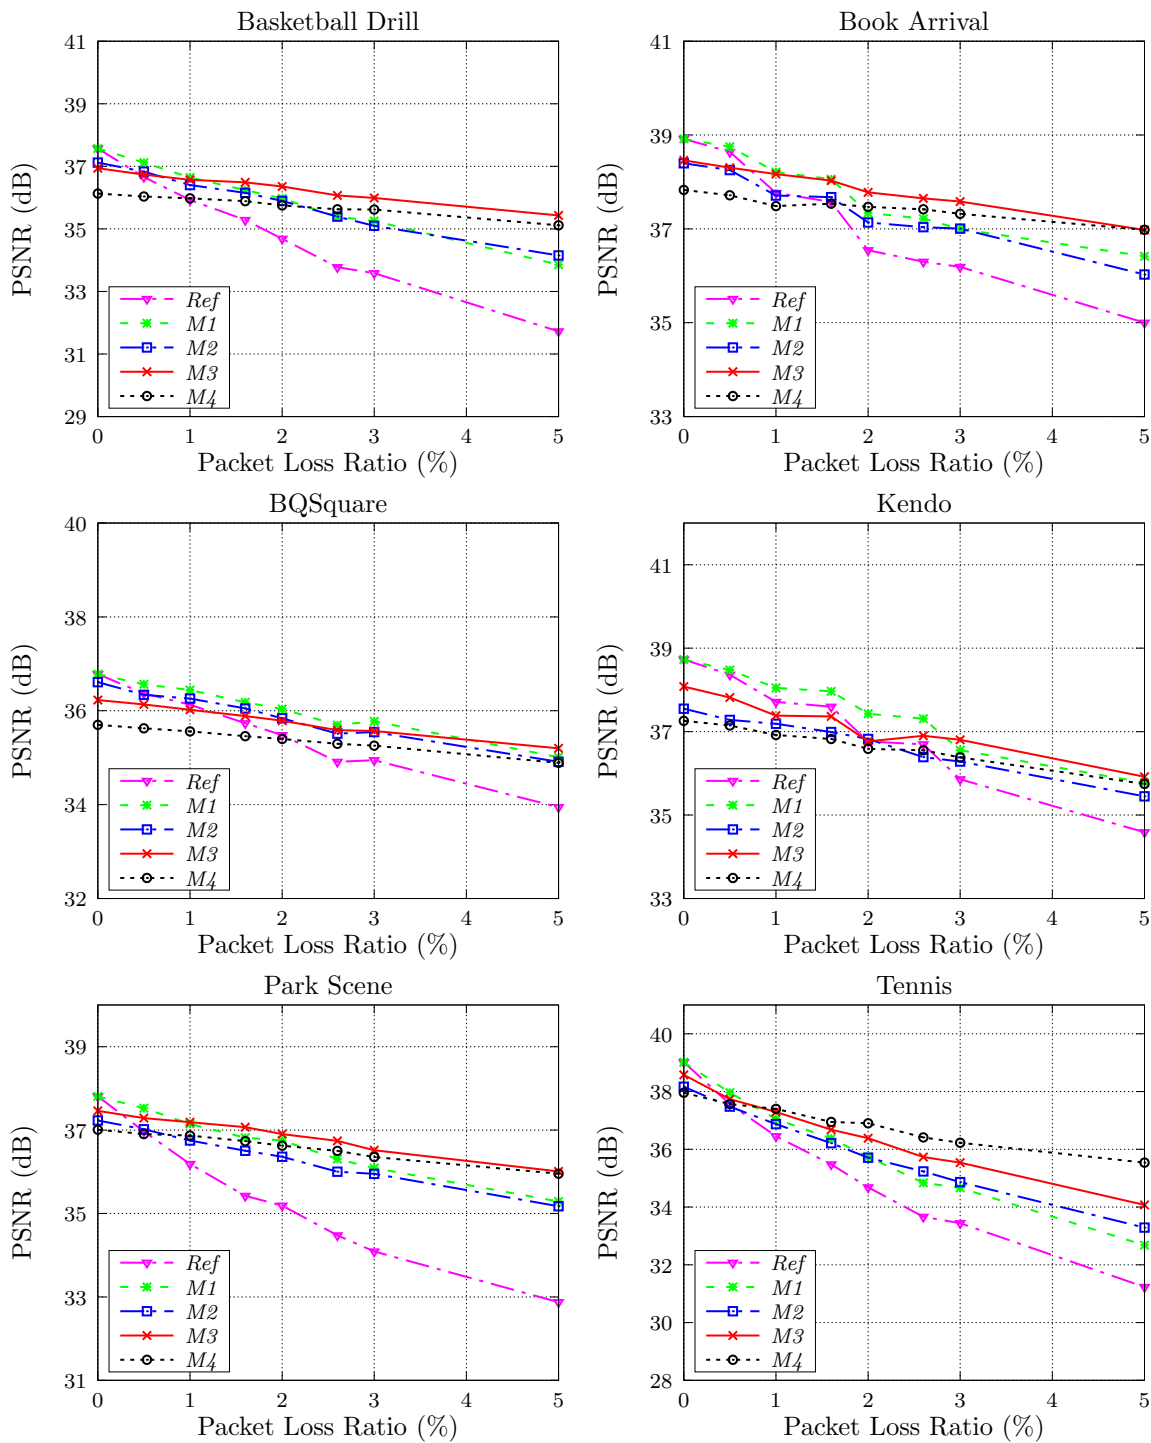 Basketball Drill
41
39
37
35
33
31
29
PSNR (dB)
Ref
M1
M2
M3
M4
0 1 2 3 4 5
Packet Loss Ratio (%)
Book Arrival
41
39
37
35
33
PSNR (dB)
Ref
M1
M2
M3
M4
0 1 2 3 4 5
Packet Loss Ratio (%)
BQSquare
40
38
36
34
32
PSNR (dB)
Ref
M1
M2
M3
M4
0 1 2 3 4 5
Packet Loss Ratio (%)
Kendo
41
39
37
35
33
PSNR (dB)
Ref
M1
M2
M3
M4
0 1 2 3 4 5
Packet Loss Ratio (%)
Park Scene
39
37
35
33
31
PSNR (dB)
Ref
M1
M2
M3
M4
0 1 2 3 4 5
Packet Loss Ratio (%)
Tennis
40
38
36
34
32
30
28
PSNR (dB)
Ref
M1
M2
M3
M4
0 1 2 3 4 5
Packet Loss Ratio (%)